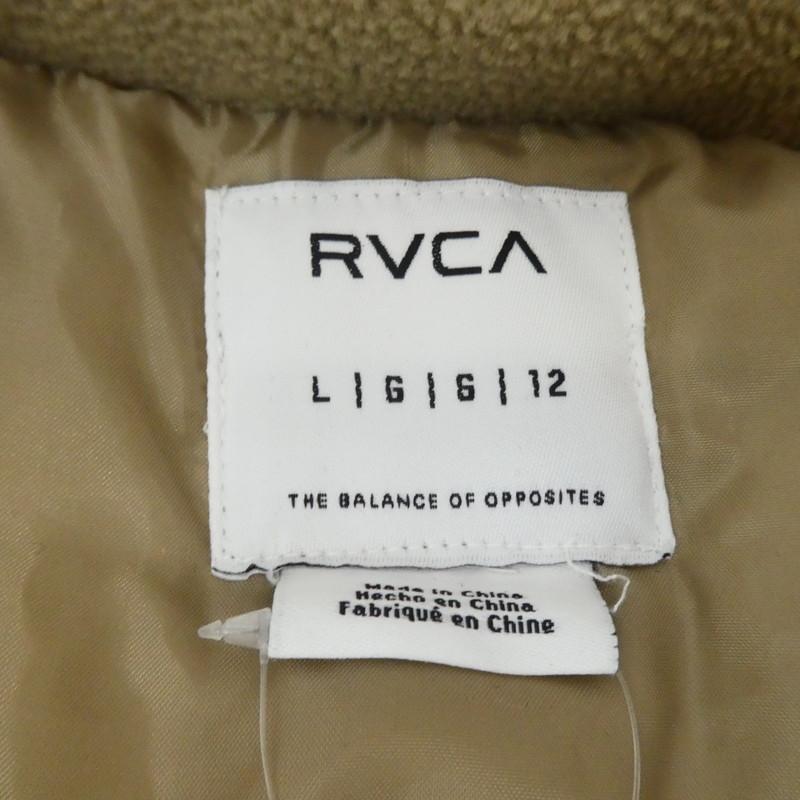 RVCA
L | G | G | 12
THE BALANCE OF OPPOSITES
Made in China
Hecho en China
Fabriqué en Chine